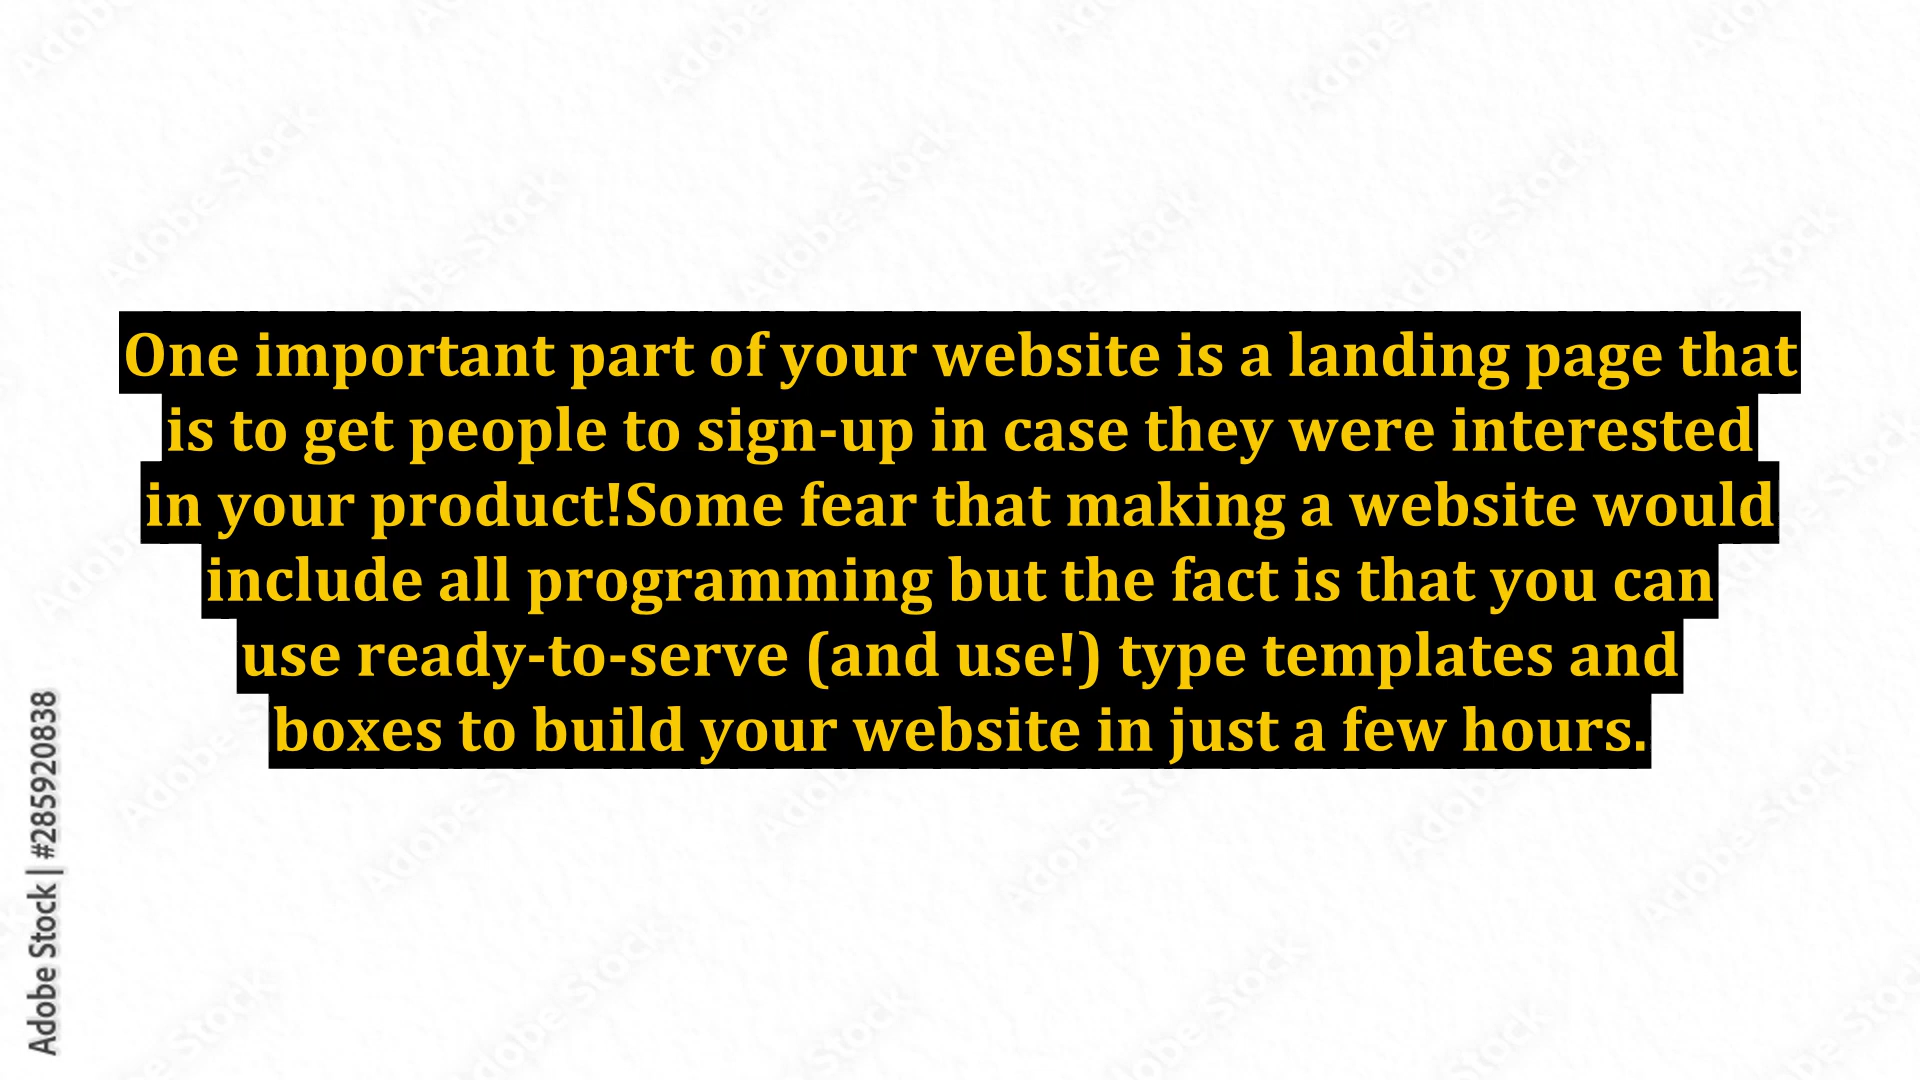 One important part of your website is a landing page that
is to get people to sign-up in case they were interested
in your product!Some fear that making a website would
include all programming but the fact is that you can
use ready-to-serve (and use!) type templates and
boxes to build your website in just a few hours.
Adobe Stock | #285920838